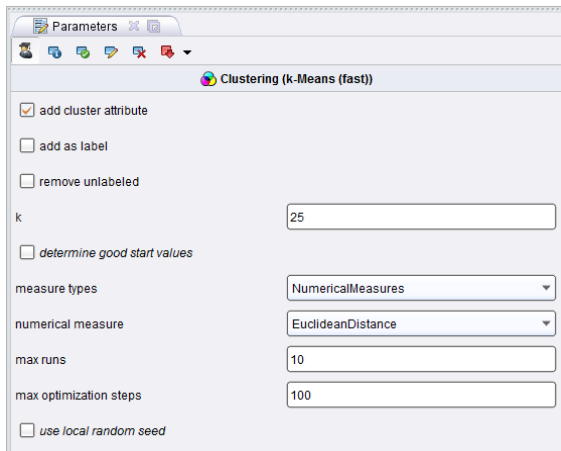 Parameters
Clustering (k-Means (fast))
add cluster attribute
add as label
remove unlabeled
k 25
determine good start values
measure types NumericalMeasures
numerical measure EuclideanDistance
max runs 10
max optimization steps 100
use local random seed